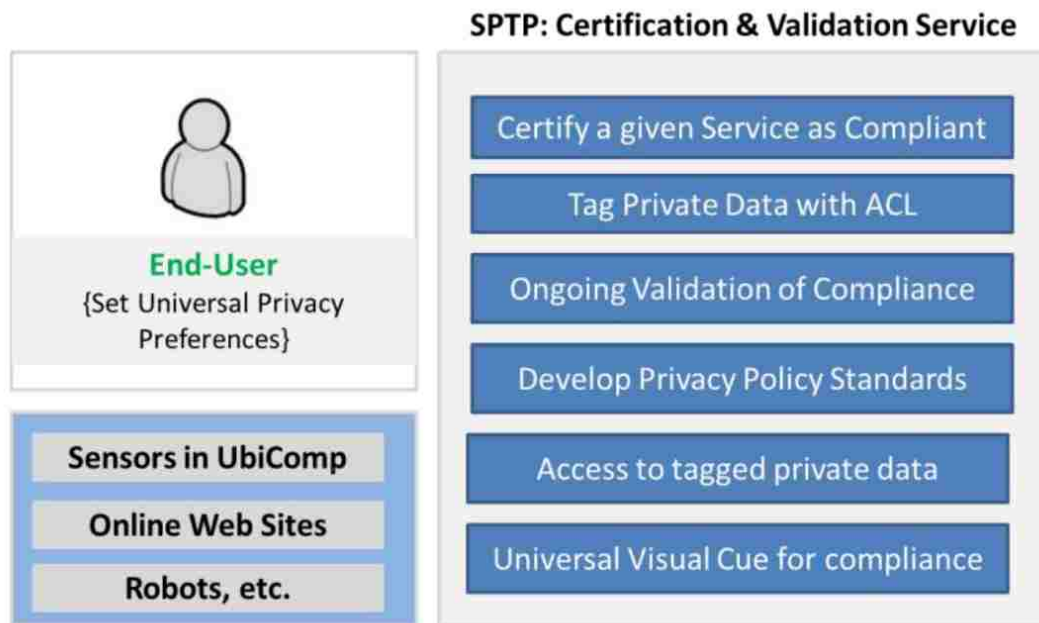 SPTP: Certification & Validation Service
End-User
{Set Universal Privacy
Preferences}
Sensors in UbiComp
Online Web Sites
Robots, etc.
Certify a given Service as Compliant
Tag Private Data with ACL
Ongoing Validation of Compliance
Develop Privacy Policy Standards
Access to tagged private data
Universal Visual Cue for compliance